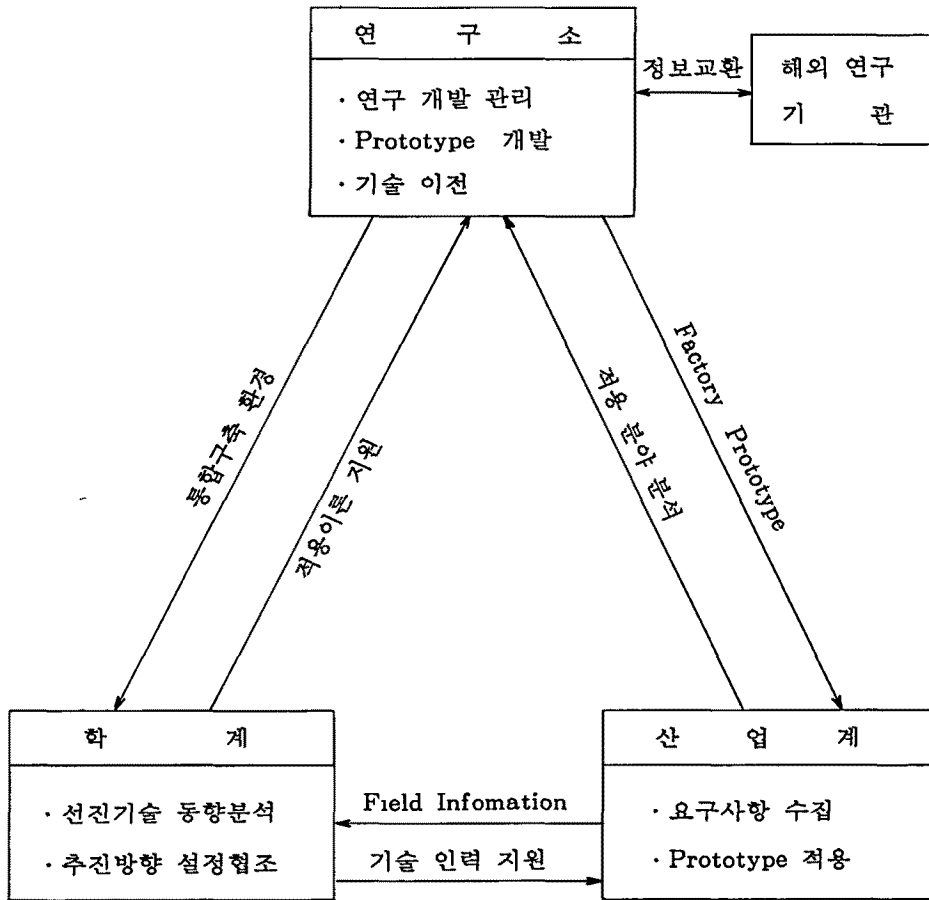 연 구 소
· 연구 개발 관리
· Prototype 개발
· 기술 이전
정보교환
해외 연구
기 관
통합구축 환경
적용이론 지원
적용 분야 분석
Factory Prototype
학 계
· 선진기술 동향분석
· 추진방향 설정협조
Field Infomation
기술 인력 지원
산 업 계
· 요구사항 수집
· Prototype 적용